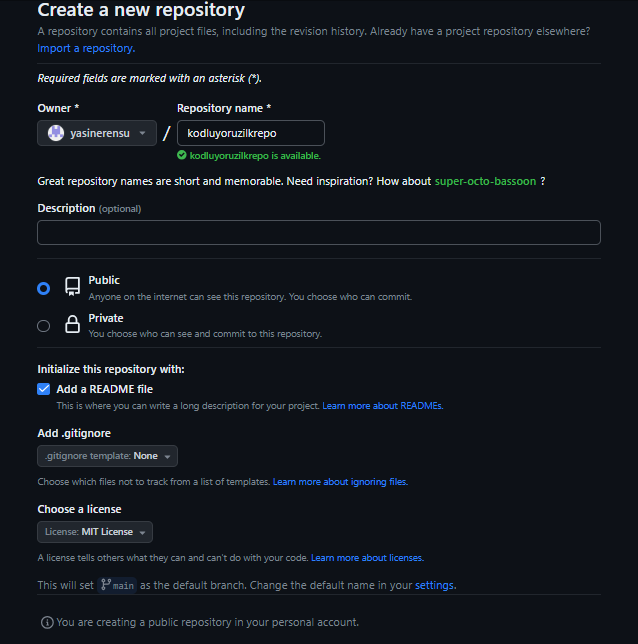 Create a new repository
A repository contains all project files, including the revision history. Already have a project repository elsewhere?
Import a repository.
Required fields are marked with an asterisk (*).
Owner * Repository name *
yasinerensu / kodluyoruzilkrepo
kodluyoruzilkrepo is available.
Great repository names are short and memorable. Need inspiration? How about super-octo-bassoon ?
Description (optional)
Public
Anyone on the internet can see this repository. You choose who can commit.
Private
You choose who can see and commit to this repository.
Initialize this repository with:
Add a README file
This is where you can write a long description for your project. Learn more about READMEs.
Add .gitignore
.gitignore template: None
Choose which files not to track from a list of templates. Learn more about ignoring files.
Choose a license
License: MIT License
A license tells others what they can and can't do with your code. Learn more about licenses.
This will set main as the default branch. Change the default name in your settings.
You are creating a public repository in your personal account.